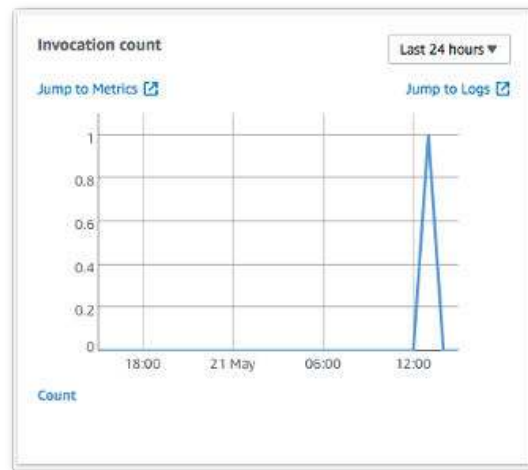 Invocation count
Last 24 hours
Jump to Metrics
Jump to Logs
1
0.8
0.6
0.4
0.2
0
18:00 21 May 06:00 12:00
Count